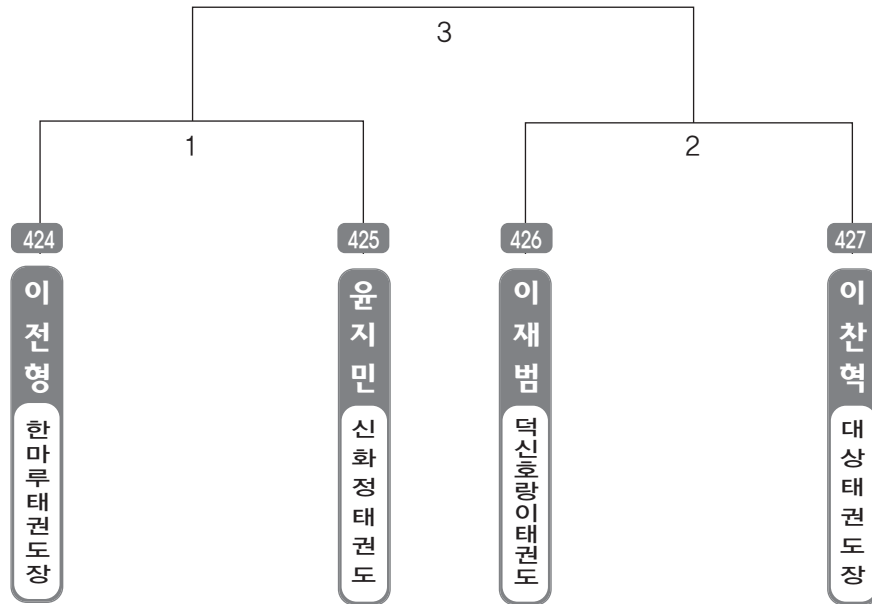 3
1
2
424
425
426
427
이전형
윤지민
이재범
이찬혁
한마루태권도장
신화정태권도
덕신호랑이태권도
대상태권도장